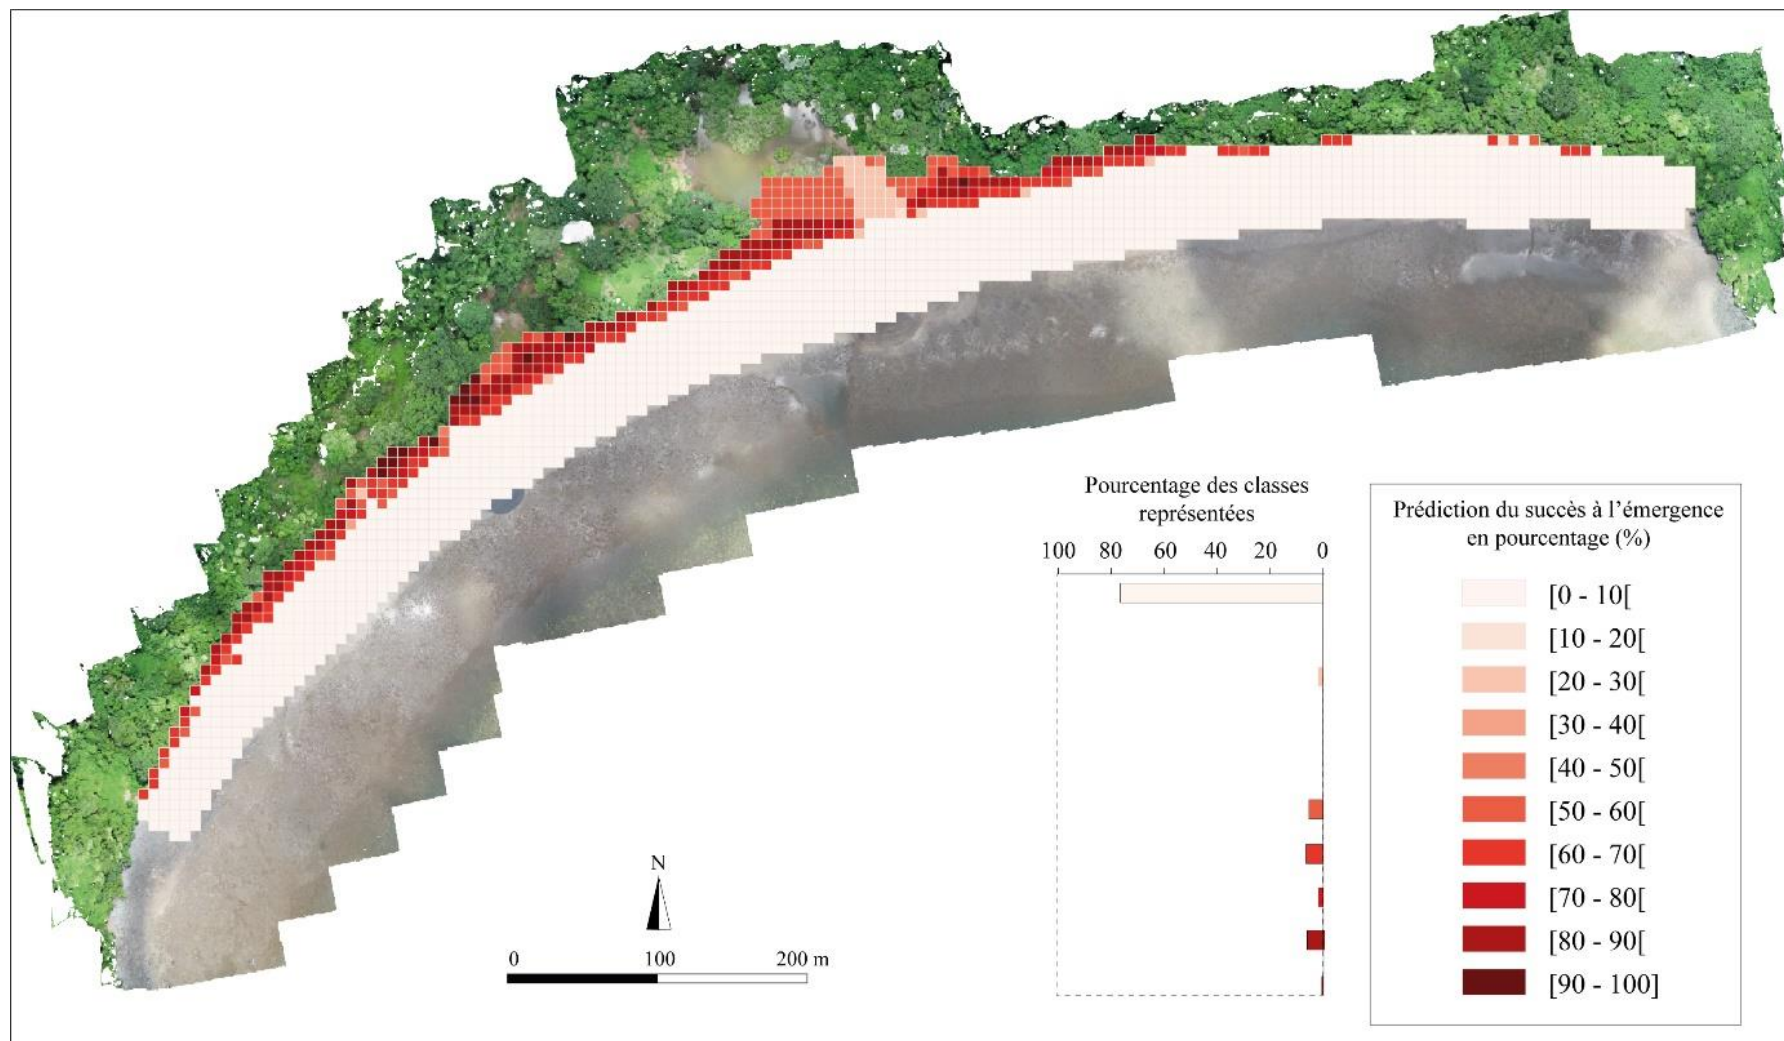 Pourcentage des classes
représentées
100 80 60 40 20 0
Prédiction du succès à l’émergence
en pourcentage (%)
[0 - 10[
[10 - 20[
[20 - 30[
[30 - 40[
[40 - 50[
[50 - 60[
[60 - 70[
[70 - 80[
[80 - 90[
[90 - 100]
N
0 100 200 m